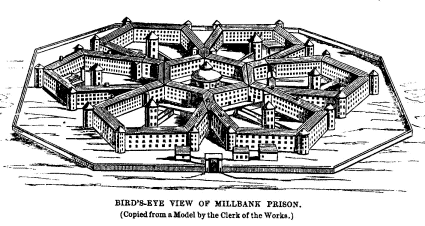 BIRD'S-EYE VIEW OF MILLBANK PRISON.
(Copied from a Model by the Clerk of the Works.)